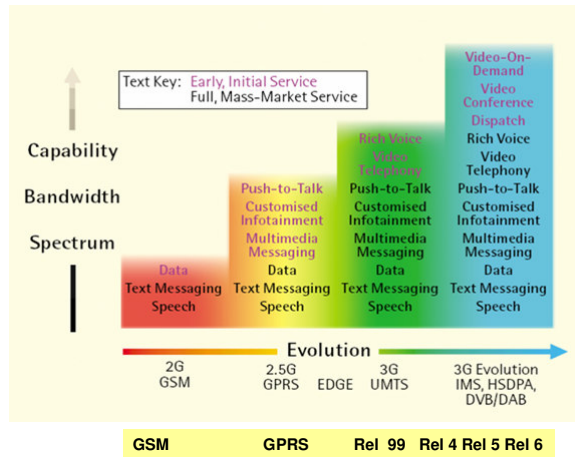 Text Key: Early, Initial Service
Full, Mass-Market Service
Capability
Bandwidth
Spectrum
Data
Text Messaging
Speech
Push-to-Talk
Customised
Infotainment
Multimedia
Messaging
Data
Text Messaging
Speech
Rich Voice
Video
Telephony
Push-to-Talk
Customised
Infotainment
Multimedia
Messaging
Data
Text Messaging
Speech
Video-On-
Demand
Video
Conference
Dispatch
Rich Voice
Video
Telephony
Push-to-Talk
Customised
Infotainment
Multimedia
Messaging
Data
Text Messaging
Speech
Evolution
2G
GSM
2.5G
GPRS EDGE
3G
UMTS
3G Evolution
IMS, HSDPA,
DVB/DAB
GSM GPRS Rel 99 Rel 4 Rel 5 Rel 6